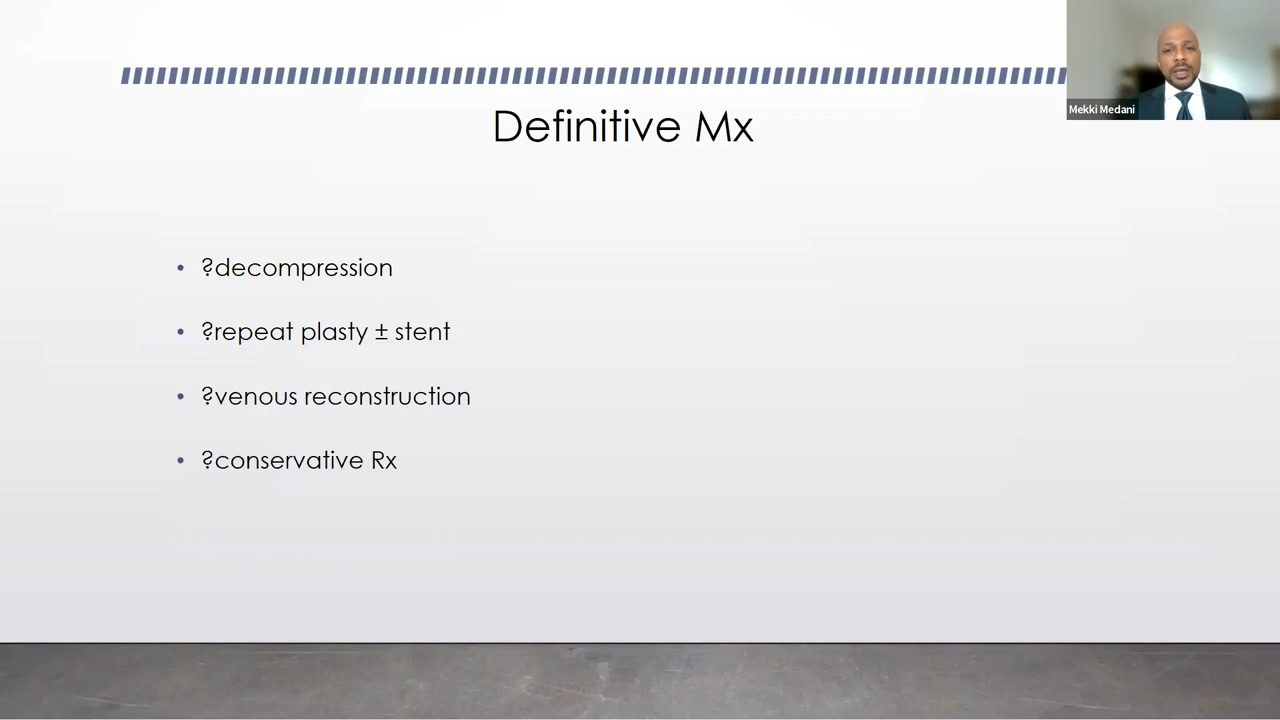 Mekki Medani
Definitive Mx
• ?decompression
• ?repeat plasty ± stent
• ?venous reconstruction
• ?conservative Rx